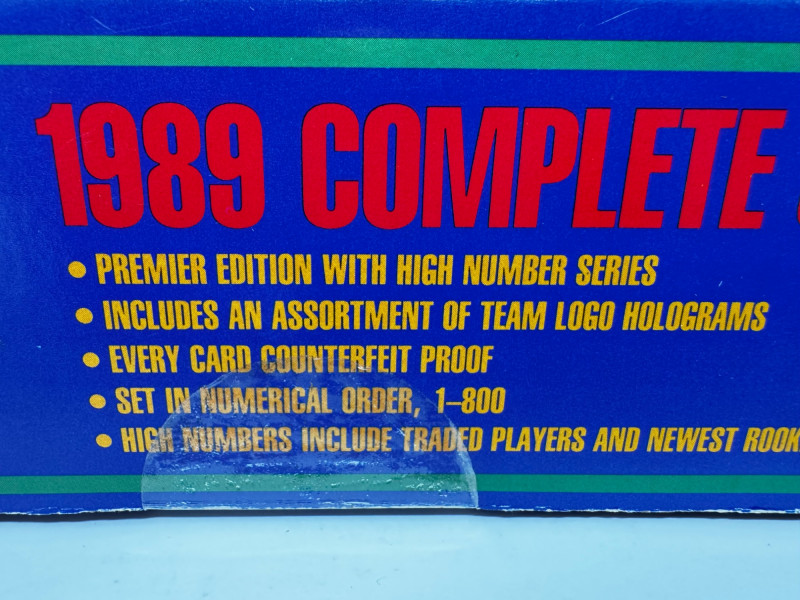 1989 COMPLETE
• PREMIER EDITION WITH HIGH NUMBER SERIES
• INCLUDES AN ASSORTMENT OF TEAM LOGO HOLOGRAMS
• EVERY CARD COUNTERFEIT PROOF
• SET IN NUMERICAL ORDER, 1–800
• HIGH NUMBERS INCLUDE TRADED PLAYERS AND NEWEST ROOK